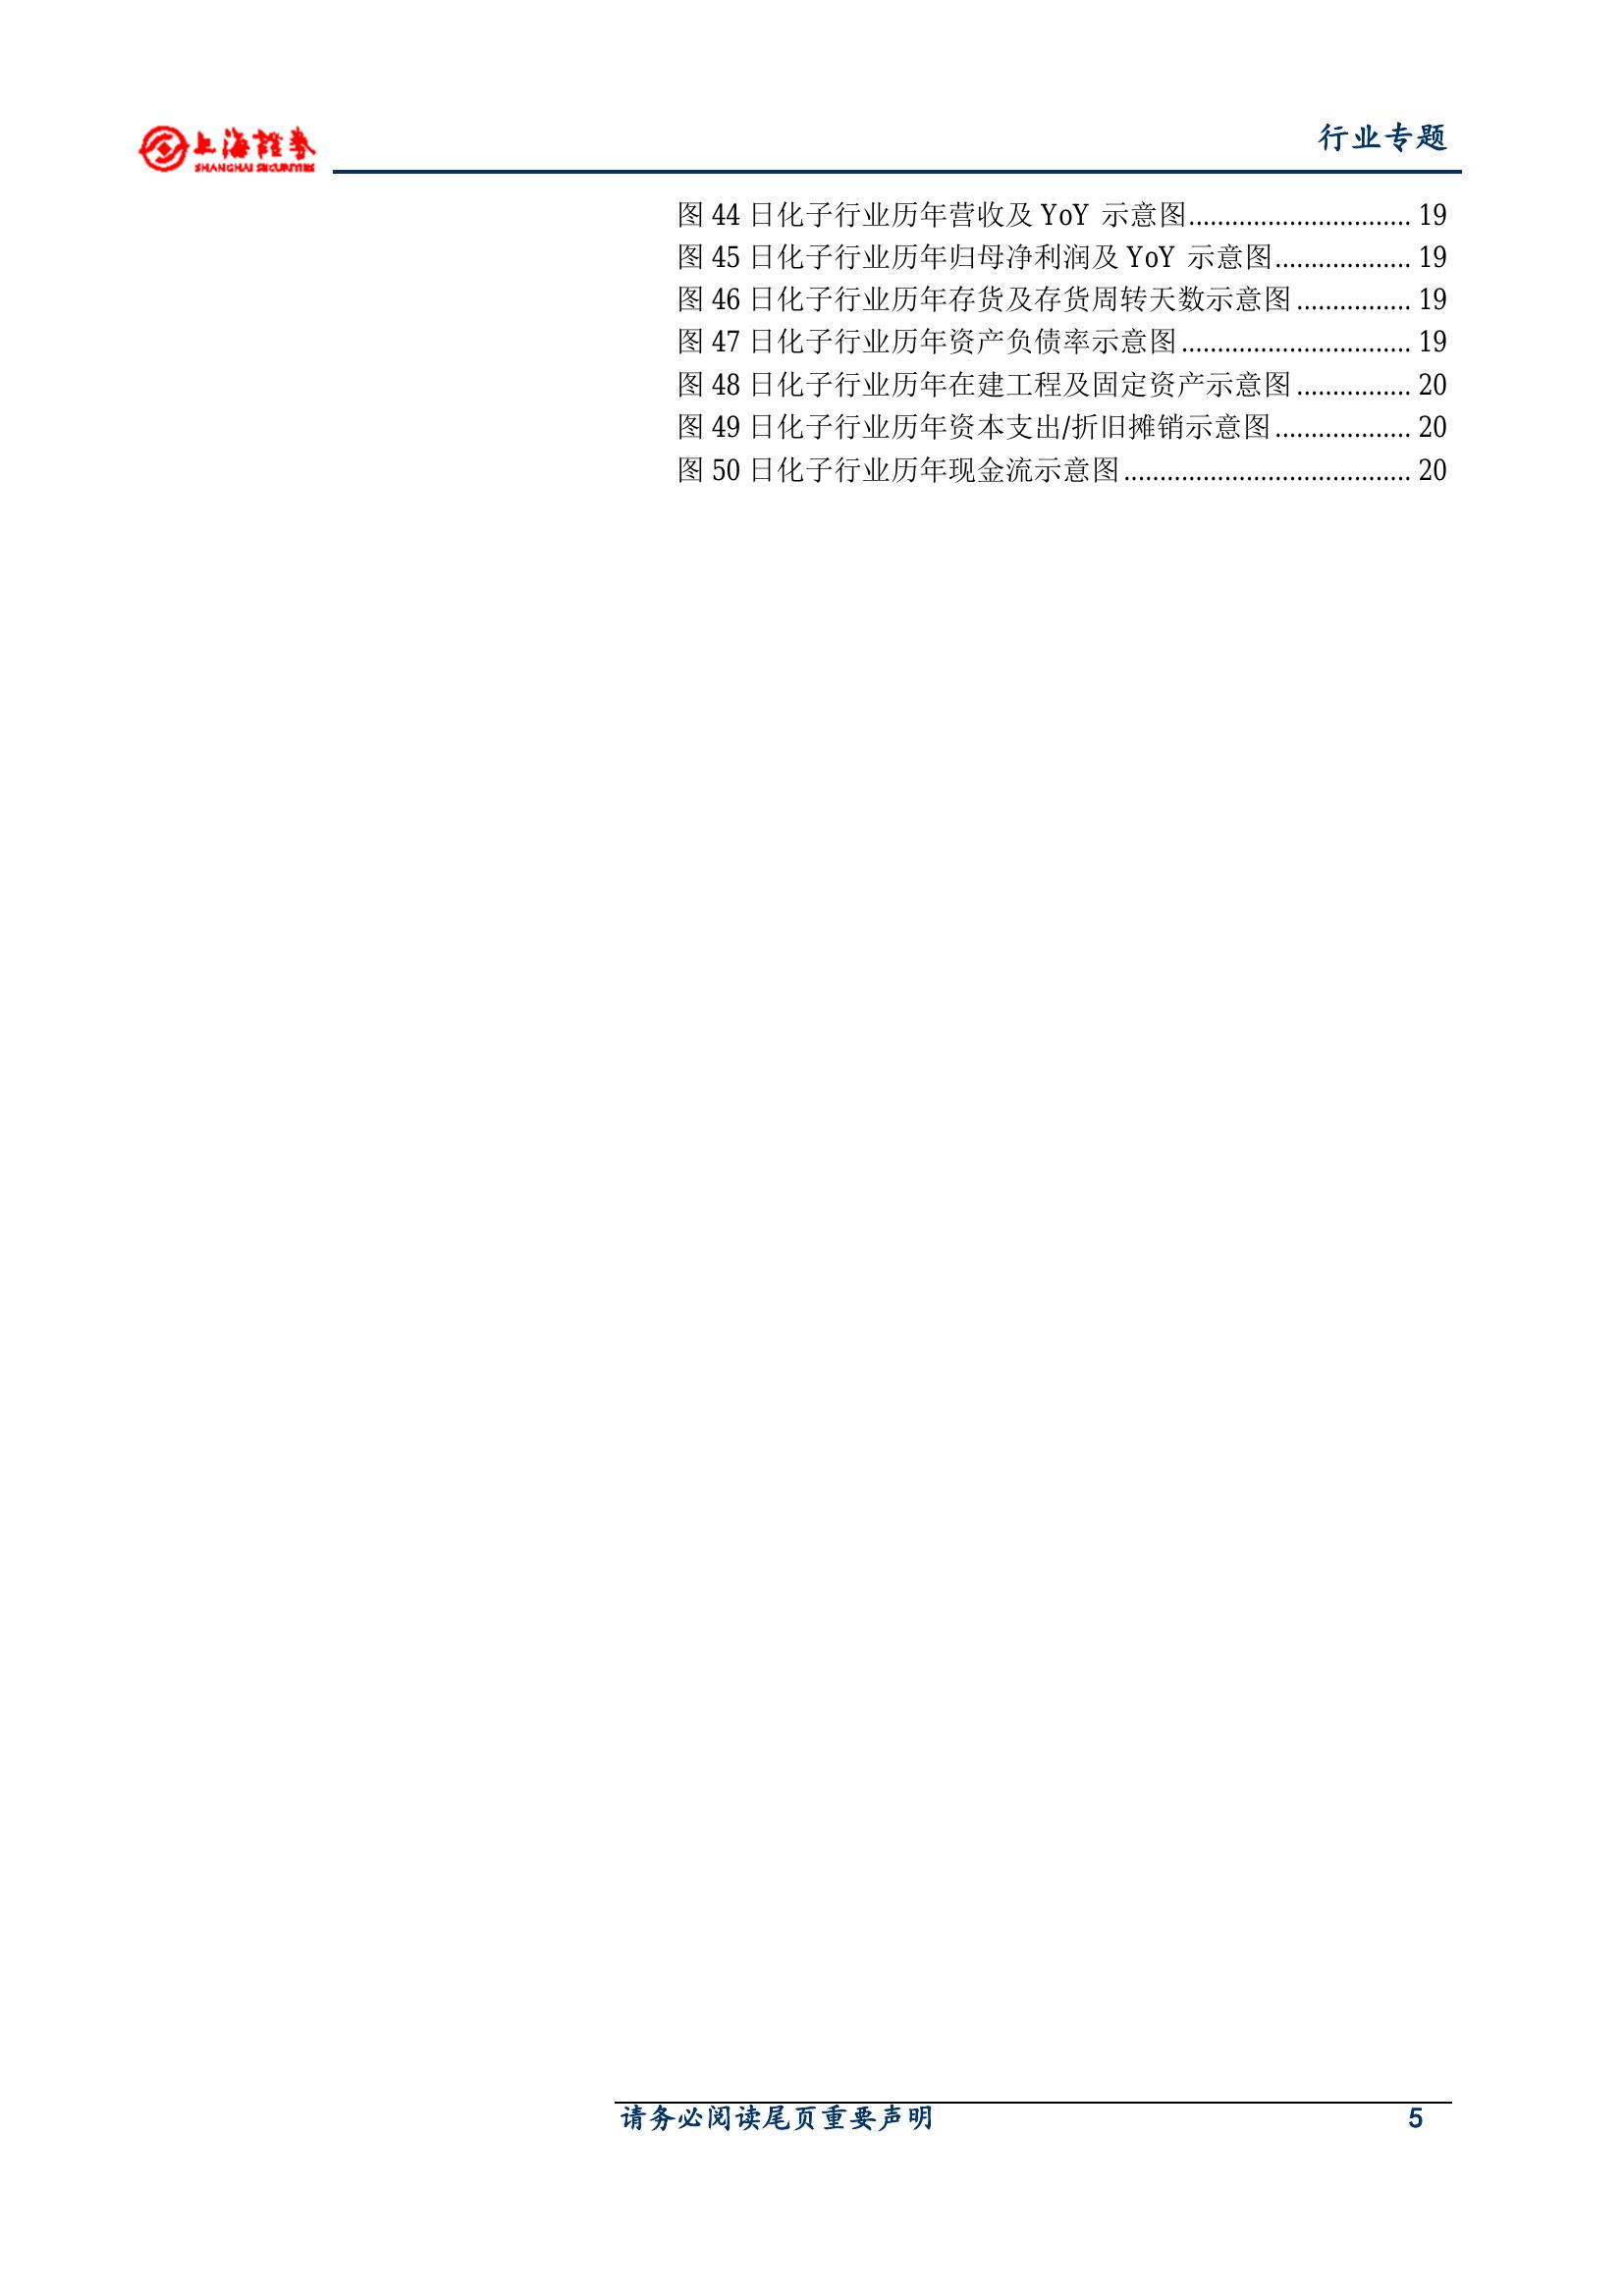 上海證券
SHANGHAI SECURITIES
行业专题
图 44 日化子行业历年营收及 YoY 示意图............................... 19
图 45 日化子行业历年归母净利润及 YoY 示意图................... 19
图 46 日化子行业历年存货及存货周转天数示意图................ 19
图 47 日化子行业历年资产负债率示意图................................ 19
图 48 日化子行业历年在建工程及固定资产示意图................ 20
图 49 日化子行业历年资本支出/折旧摊销示意图................... 20
图 50 日化子行业历年现金流示意图........................................ 20
请务必阅读尾页重要声明 5